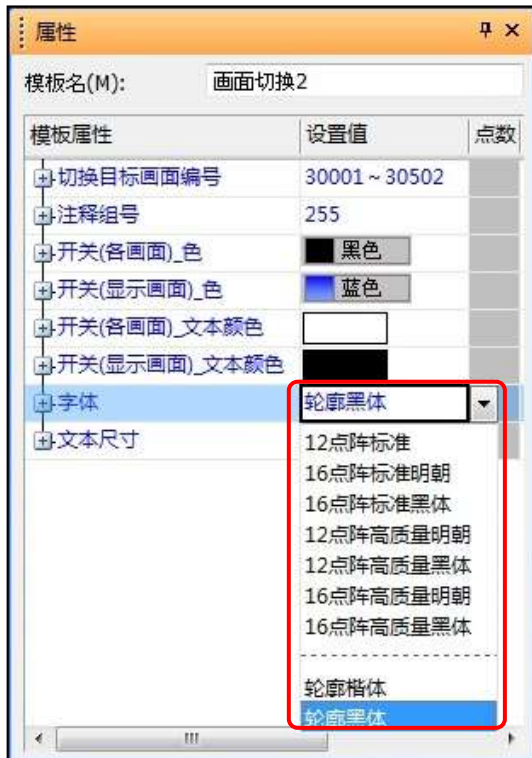 属性
模板名(M): 画面切换2
模板属性 设置值 点数
切换目标画面编号 30001～30502
注释组号 255
开关(各画面)_色 黑色
开关(显示画面)_色 蓝色
开关(各画面)_文本颜色
开关(显示画面)_文本颜色
字体 轮廓黑体
文本尺寸
12点阵标准
16点阵标准明朝
16点阵标准黑体
12点阵高质量明朝
12点阵高质量黑体
16点阵高质量明朝
16点阵高质量黑体
轮廓楷体
轮廓黑体